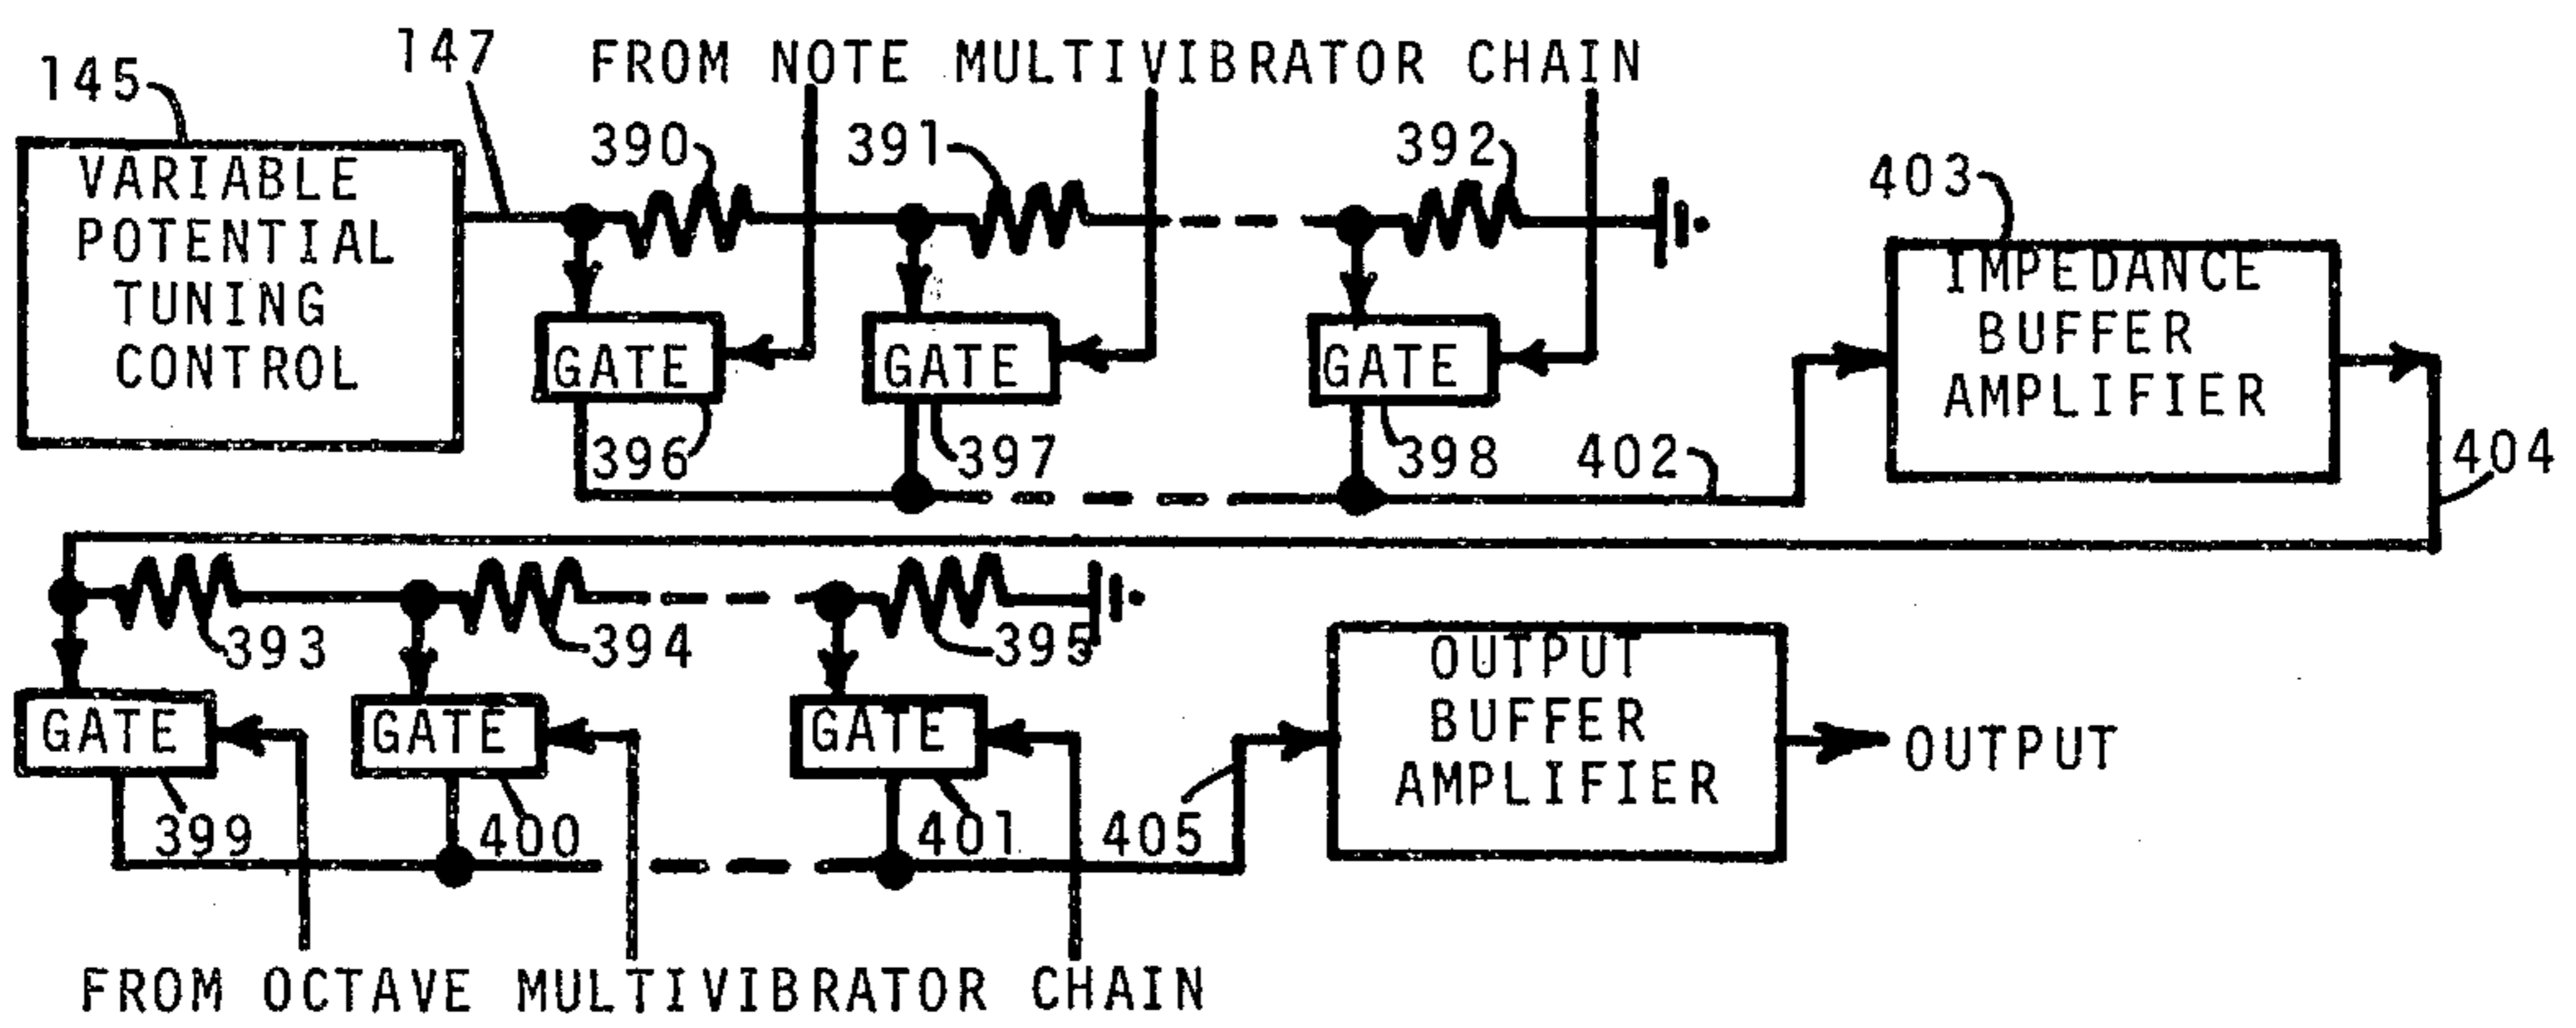 147
FROM NOTE MULTIVIBRATOR CHAIN
145
390
391
392
403
VARIABLE
POTENTIAL
TUNING
CONTROL
IMPEDANCE
BUFFER
AMPLIFIER
GATE
GATE
GATE
396
397
398
402
404
393
394
395
GATE
GATE
GATE
OUTPUT
BUFFER
AMPLIFIER
OUTPUT
399
400
401
405
FROM OCTAVE MULTIVIBRATOR CHAIN